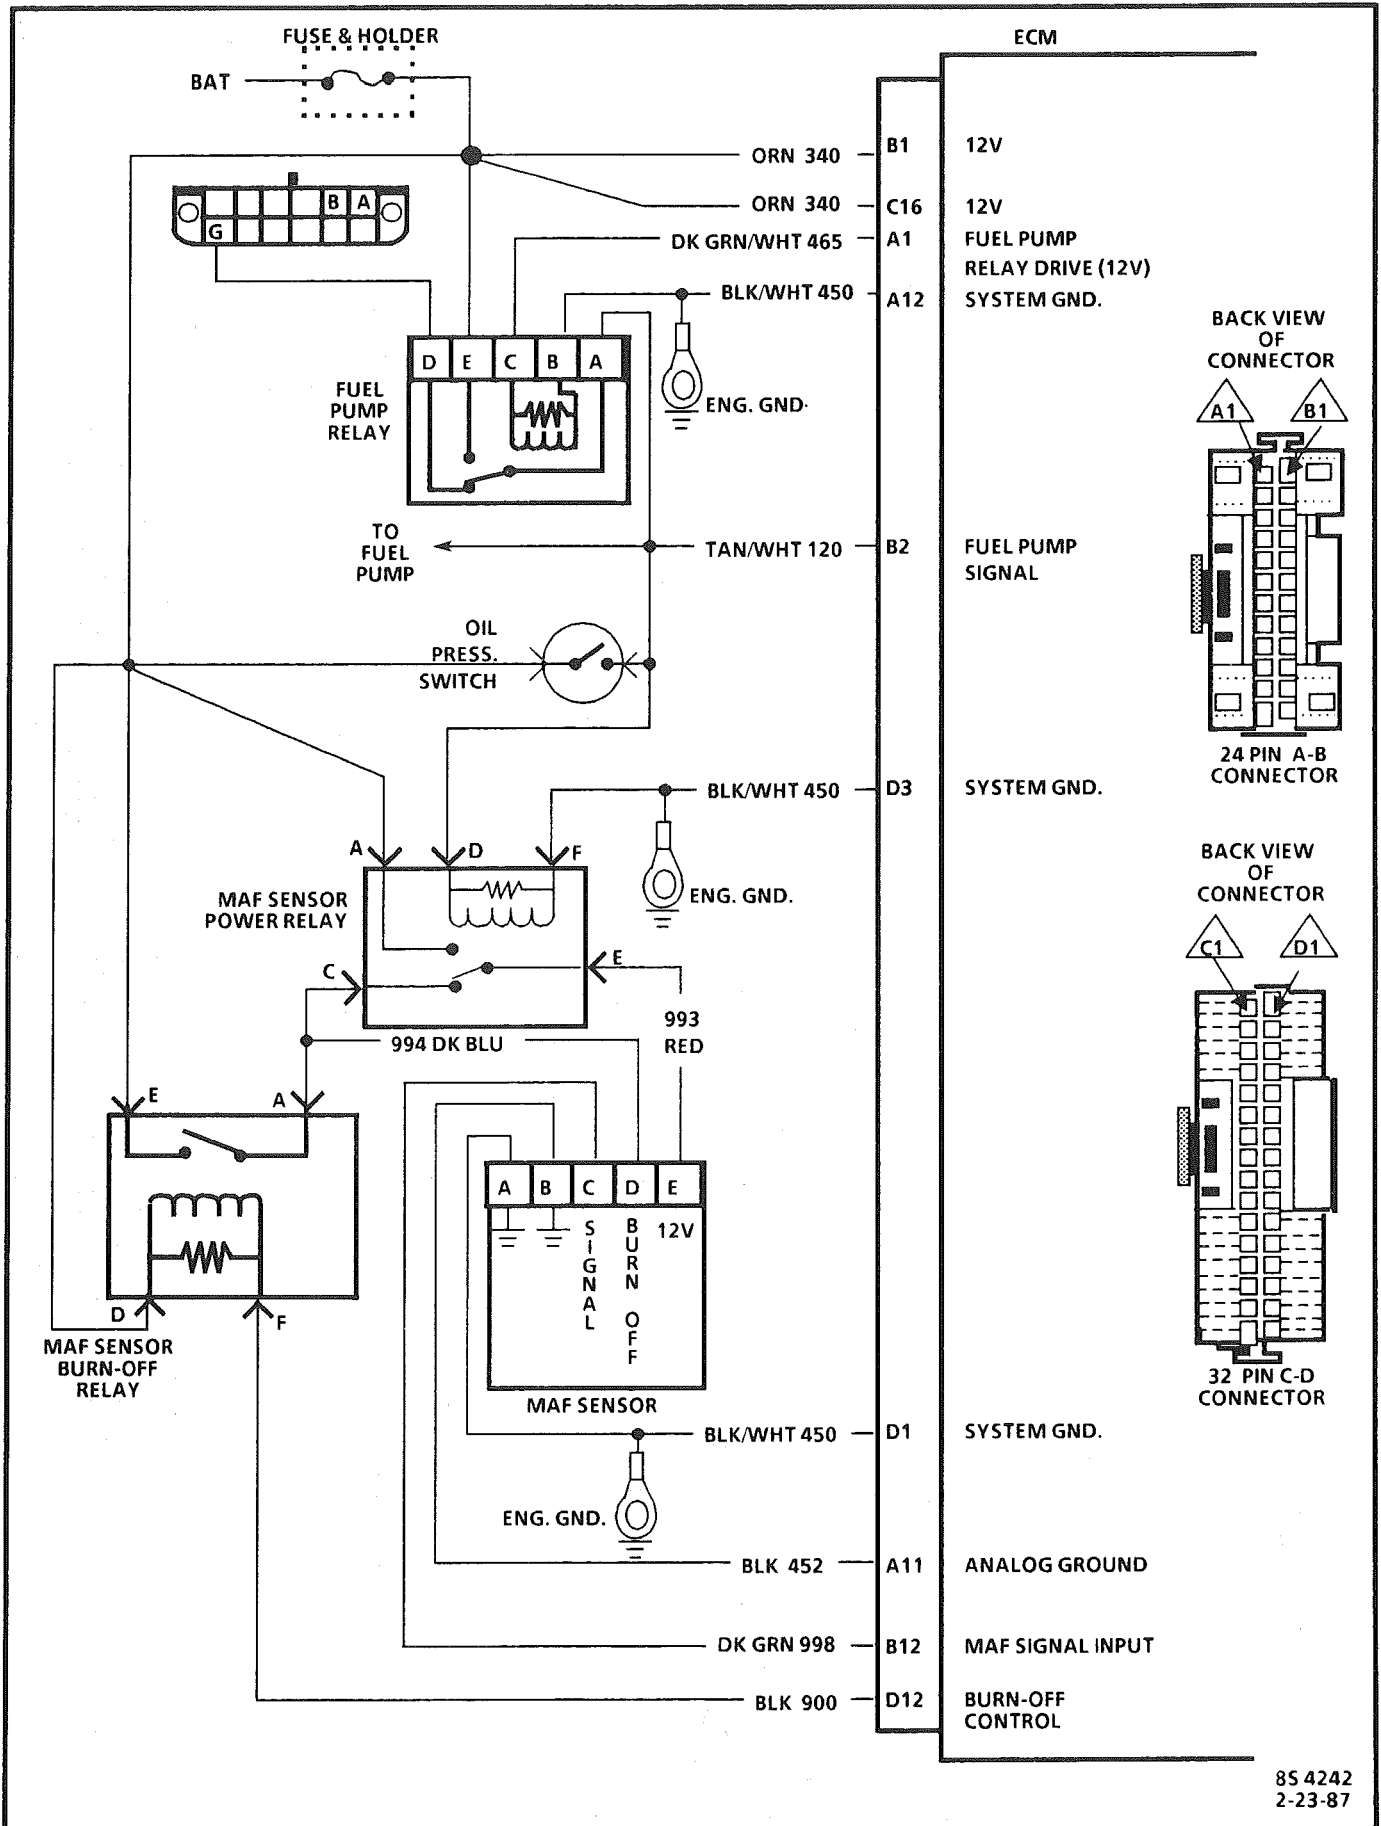 FUSE & HOLDER
ECM
BAT
ORN 340
B1
12V
ORN 340
C16
12V
B A
G
DK GRN/WHT 465
A1
FUEL PUMP
RELAY DRIVE (12V)
BLK/WHT 450
A12
SYSTEM GND.
D E C B A
FUEL
PUMP
RELAY
ENG. GND.
BACK VIEW
OF
CONNECTOR
A1
B1
TO
FUEL
PUMP
TAN/WHT 120
B2
FUEL PUMP
SIGNAL
OIL
PRESS.
SWITCH
24 PIN A-B
CONNECTOR
BLK/WHT 450
D3
SYSTEM GND.
A
D
F
MAF SENSOR
POWER RELAY
ENG. GND.
BACK VIEW
OF
CONNECTOR
C1
D1
C
E
993
RED
994 DK BLU
E
A
A B C D E
SIGNAL
BURN OFF
12V
D
F
MAF SENSOR
BURN-OFF
RELAY
MAF SENSOR
32 PIN C-D
CONNECTOR
BLK/WHT 450
D1
SYSTEM GND.
ENG. GND.
BLK 452
A11
ANALOG GROUND
DK GRN 998
B12
MAF SIGNAL INPUT
BLK 900
D12
BURN-OFF
CONTROL
8S 4242
2-23-87